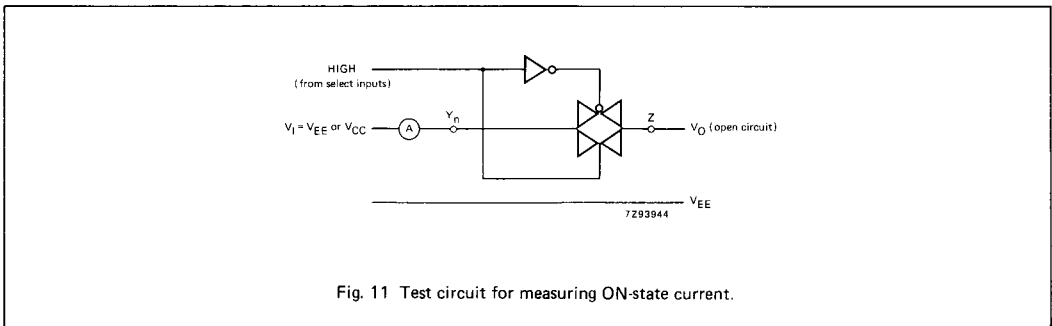 HIGH
(from select inputs)
V_I = V_EE or V_CC
A
Y_n
Z
V_O (open circuit)
V_EE
7Z93944
Fig. 11 Test circuit for measuring ON-state current.